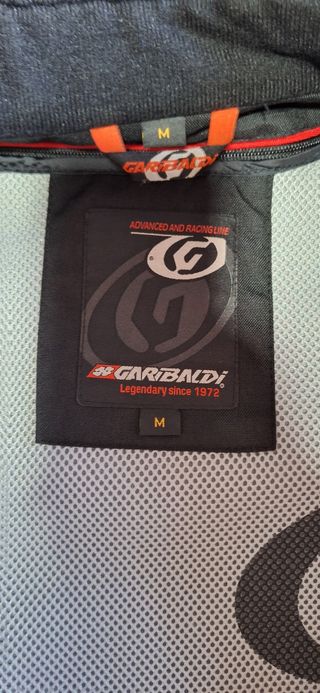 M
GARIBALDI
ADVANCED AND RACING LINE
G
GARIBALDI
Legendary since 1972
M